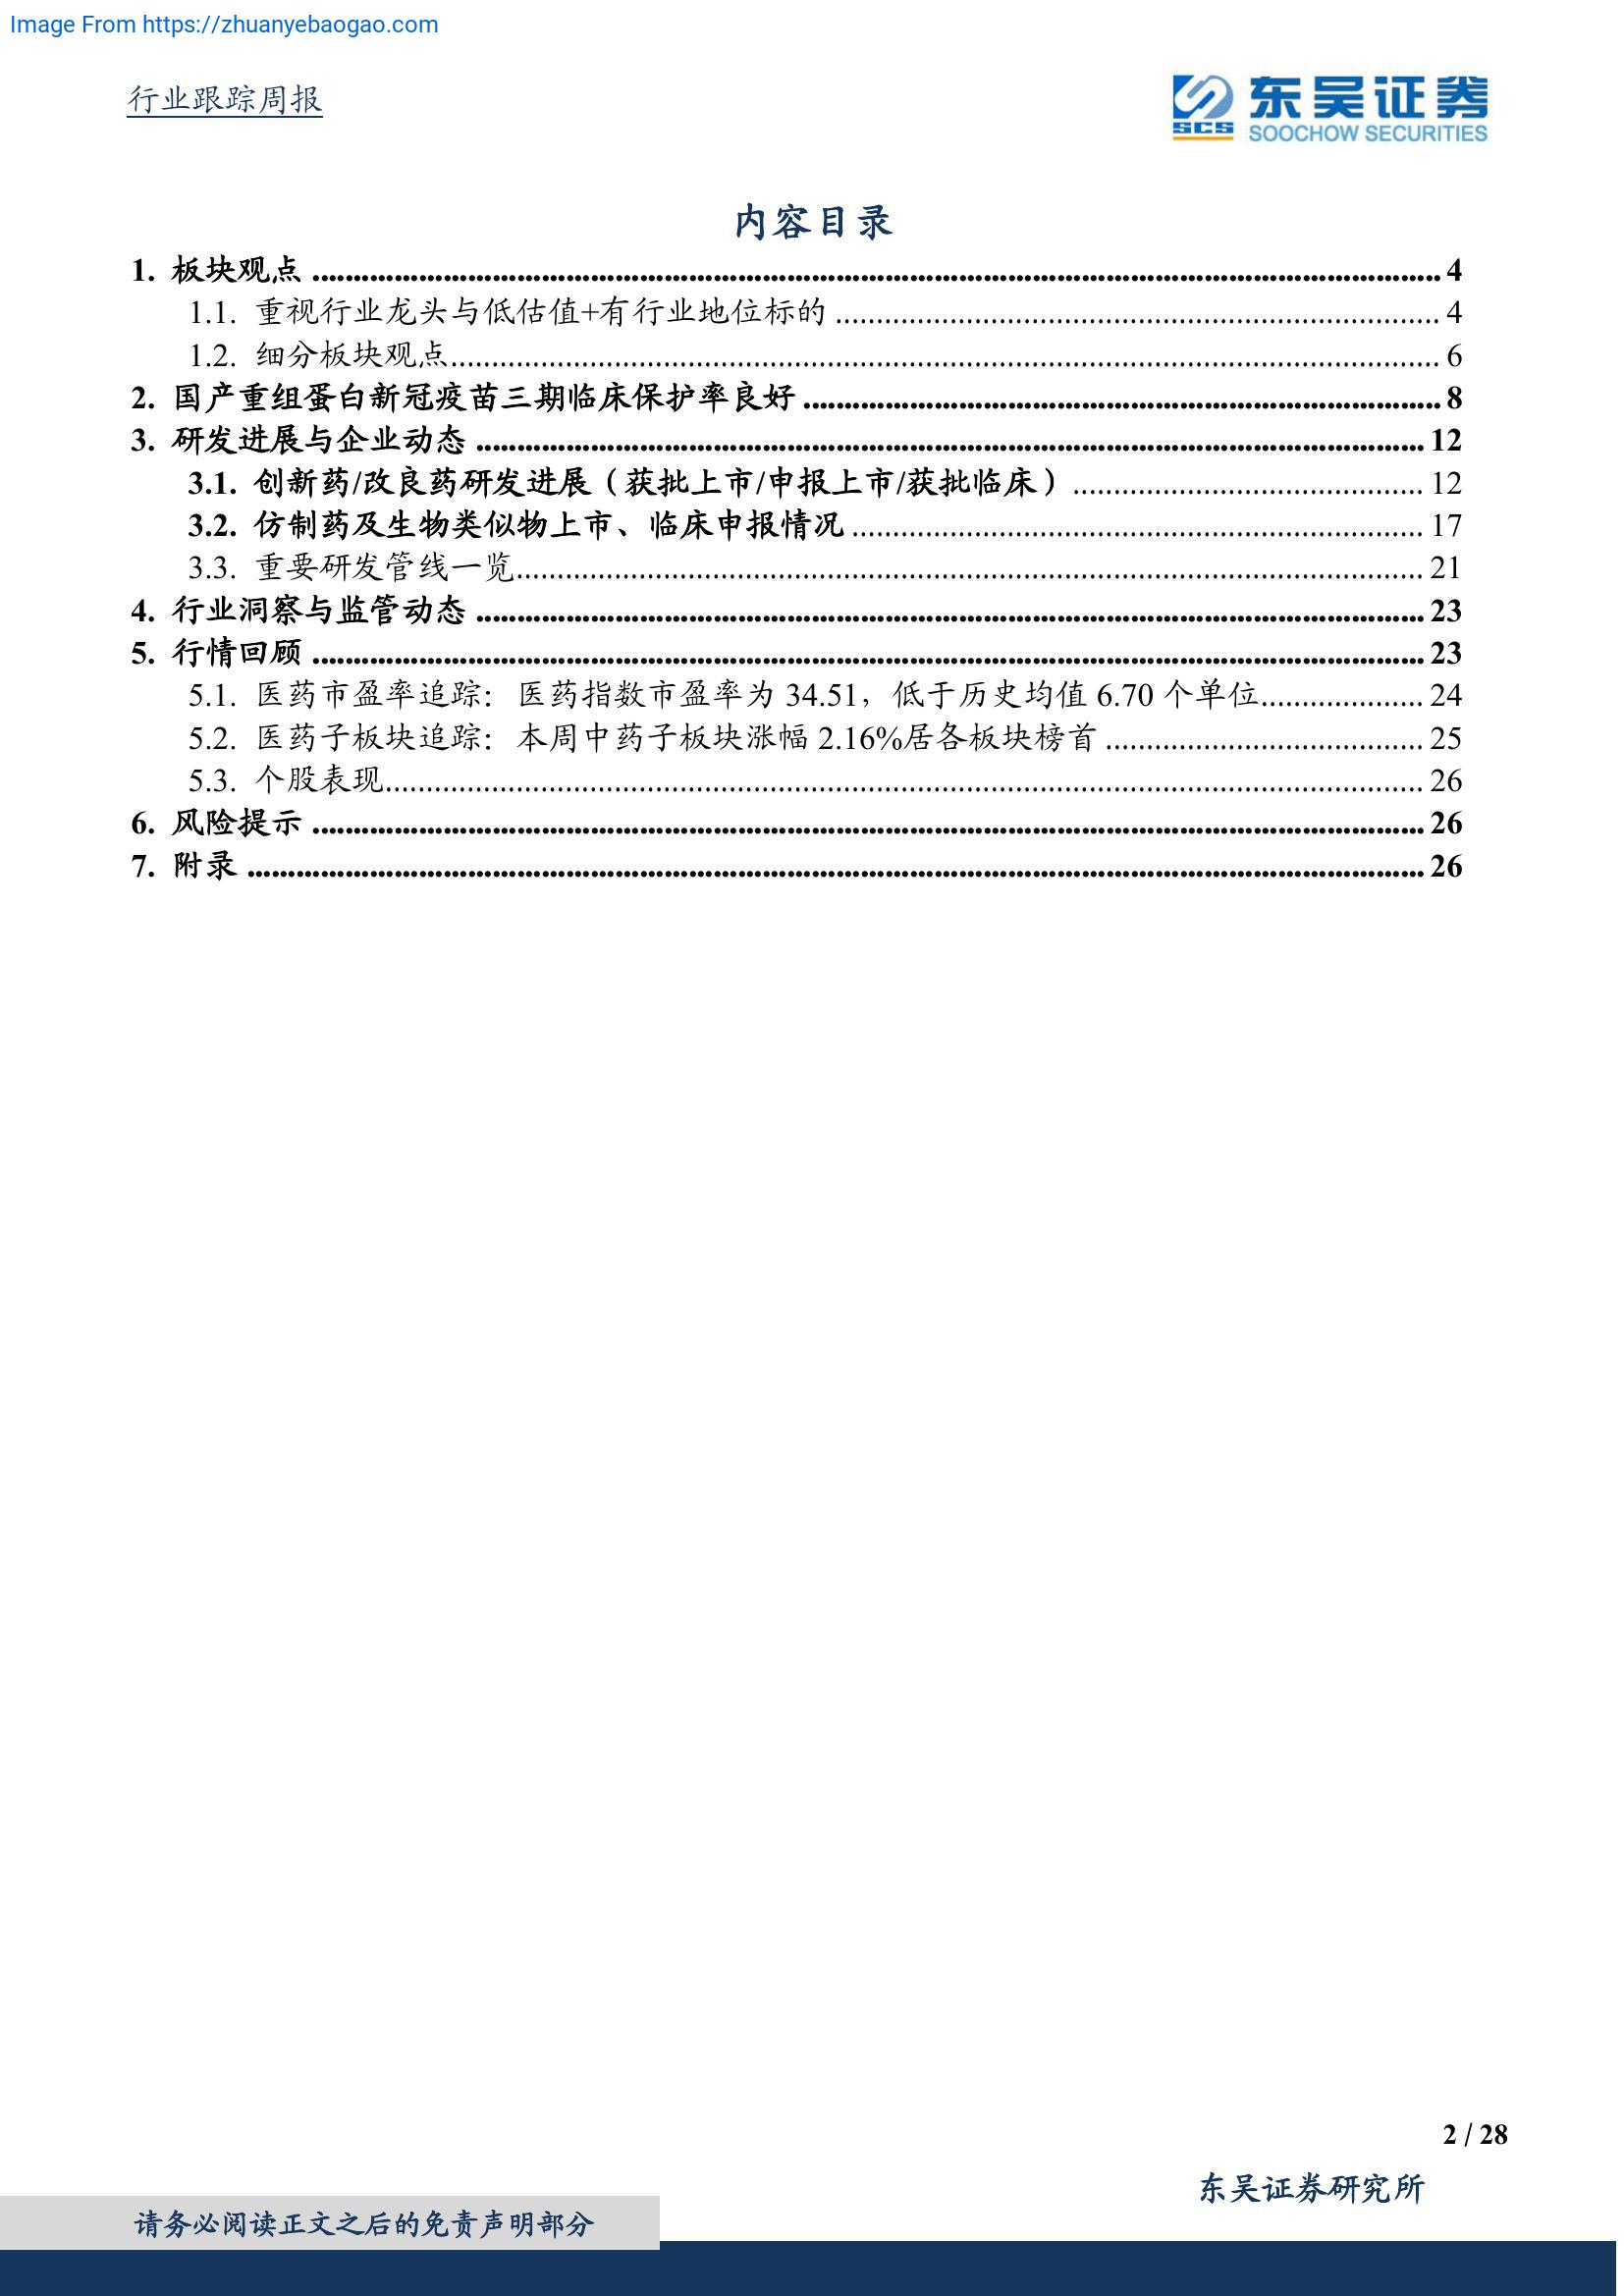 Image From https://zhuanyebaogao.com
行业跟踪周报
东吴证券
SCS
SOOCHOW SECURITIES
内容目录
1. 板块观点 ........ 4
1.1. 重视行业龙头与低估值+有行业地位标的 ........ 4
1.2. 细分板块观点........ 6
2. 国产重组蛋白新冠疫苗三期临床保护率良好 ........ 8
3. 研发进展与企业动态 ........ 12
3.1. 创新药/改良药研发进展（获批上市/申报上市/获批临床） ........ 12
3.2. 仿制药及生物类似物上市、临床申报情况 ........ 17
3.3. 重要研发管线一览........ 21
4. 行业洞察与监管动态 ........ 23
5. 行情回顾 ........ 23
5.1. 医药市盈率追踪：医药指数市盈率为 34.51，低于历史均值 6.70 个单位........ 24
5.2. 医药子板块追踪：本周中药子板块涨幅 2.16%居各板块榜首 ........ 25
5.3. 个股表现........ 26
6. 风险提示 ........ 26
7. 附录 ........ 26
2 / 28
东吴证券研究所
请务必阅读正文之后的免责声明部分